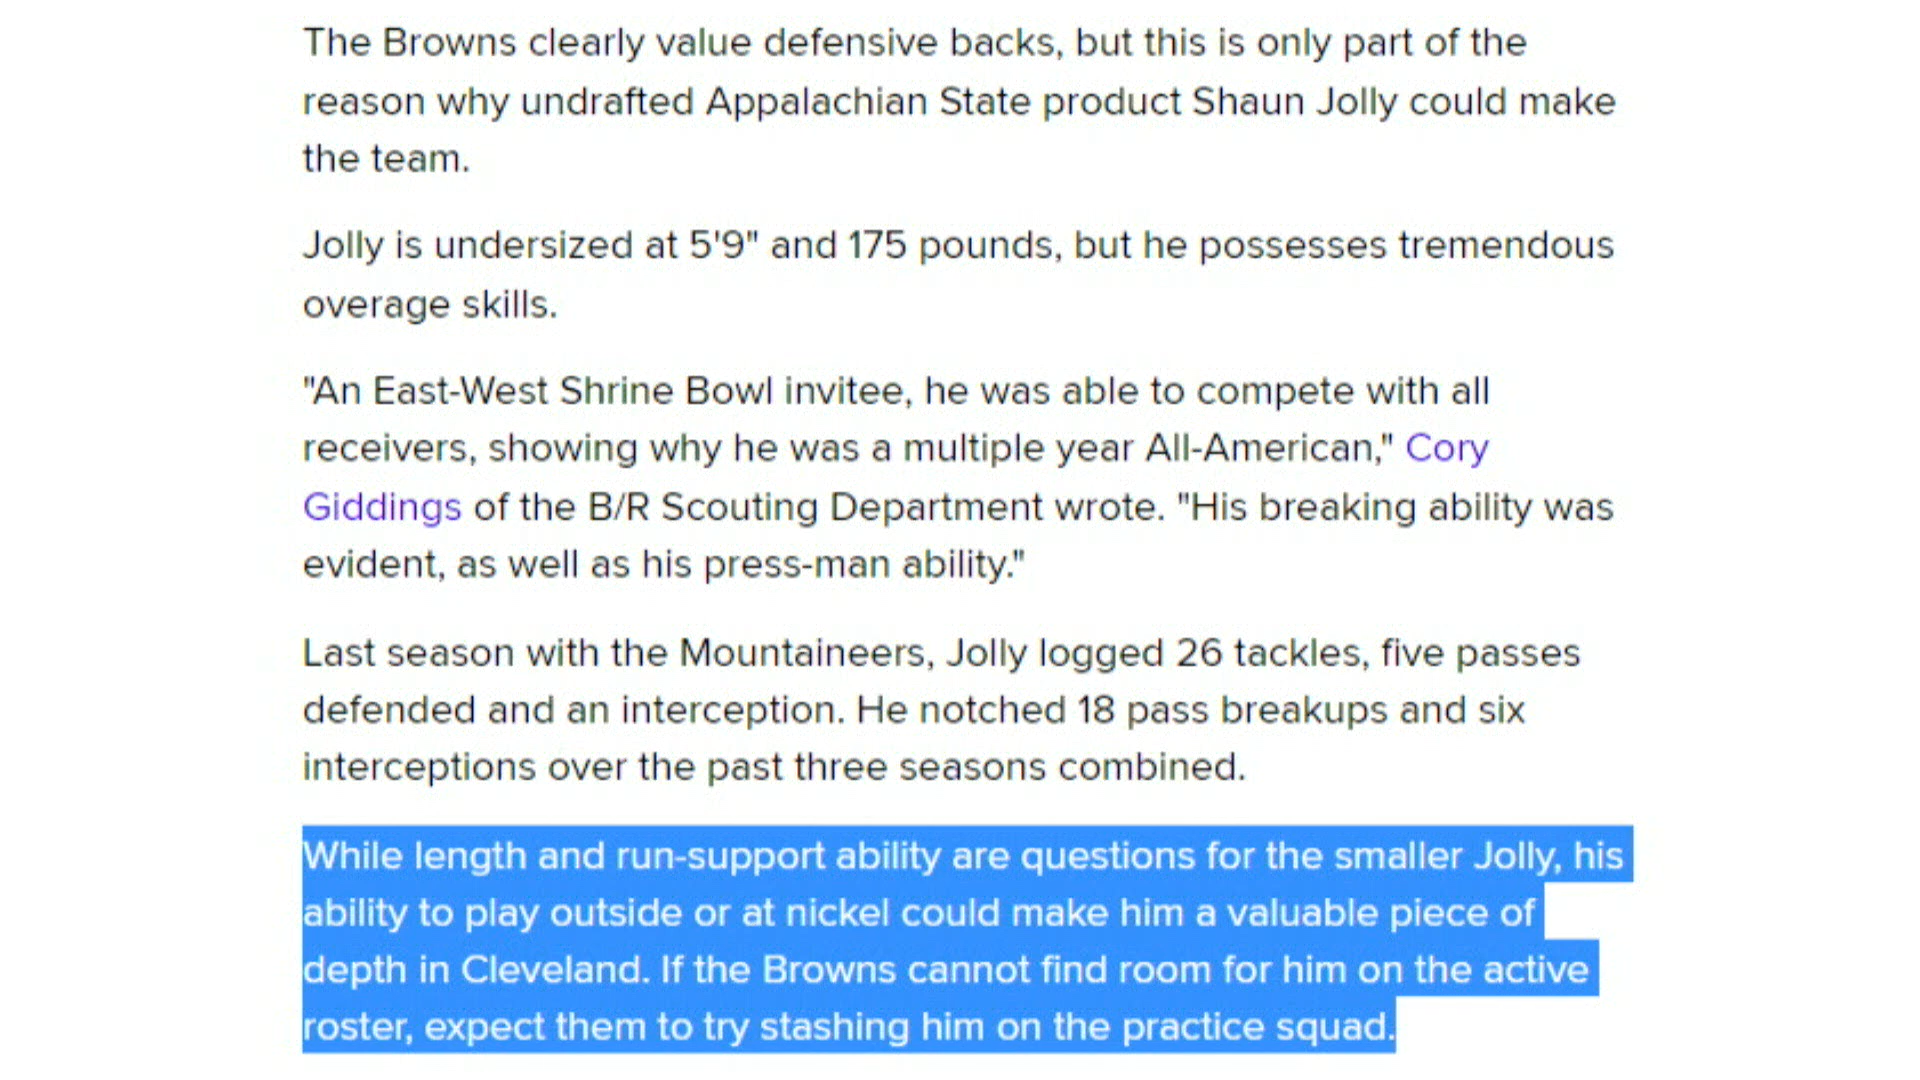 The Browns clearly value defensive backs, but this is only part of the
reason why undrafted Appalachian State product Shaun Jolly could make
the team.
Jolly is undersized at 5'9" and 175 pounds, but he possesses tremendous
overage skills.
"An East-West Shrine Bowl invitee, he was able to compete with all
receivers, showing why he was a multiple year All-American," Cory
Giddings of the B/R Scouting Department wrote. "His breaking ability was
evident, as well as his press-man ability."
Last season with the Mountaineers, Jolly logged 26 tackles, five passes
defended and an interception. He notched 18 pass breakups and six
interceptions over the past three seasons combined.
While length and run-support ability are questions for the smaller Jolly, his
ability to play outside or at nickel could make him a valuable piece of
depth in Cleveland. If the Browns cannot find room for him on the active
roster, expect them to try stashing him on the practice squad.